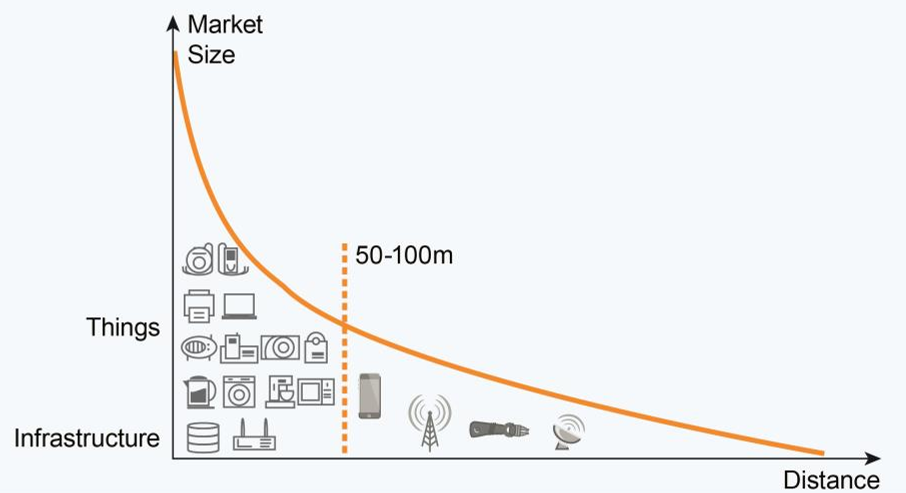 Market
Size
50-100m
Things
Infrastructure
Distance